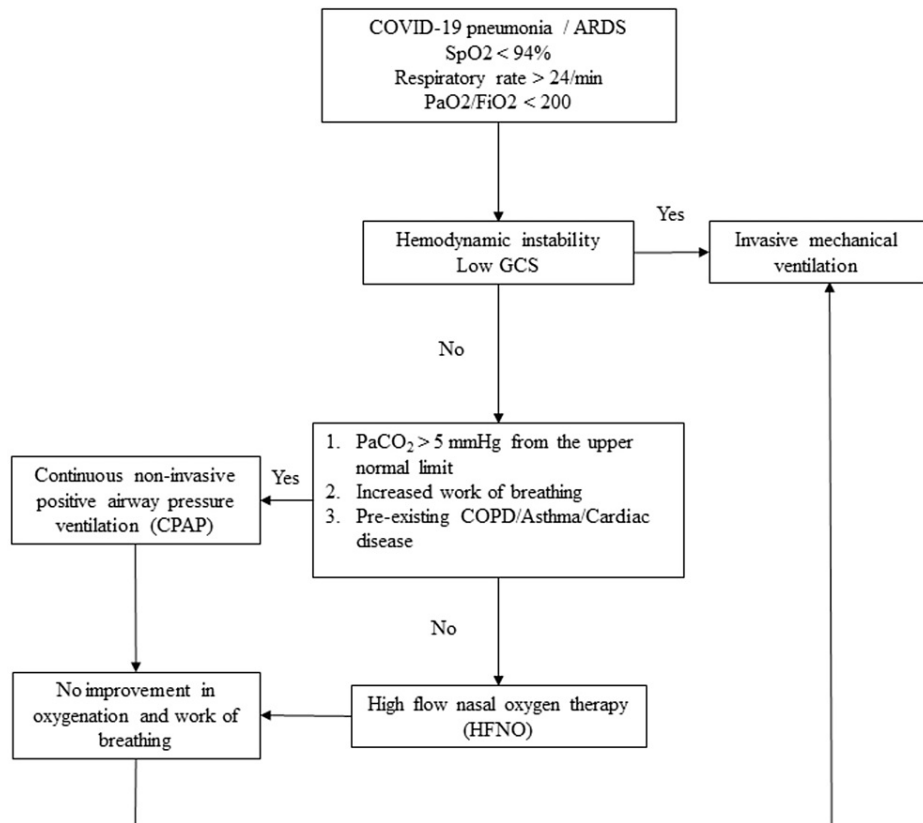 COVID-19 pneumonia / ARDS
SpO2 < 94%
Respiratory rate > 24/min
PaO2/FiO2 < 200
Yes
Hemodynamic instability
Low GCS
Invasive mechanical
ventilation
No
1. PaCO₂ > 5 mmHg from the upper
normal limit
2. Increased work of breathing
3. Pre-existing COPD/Asthma/Cardiac
disease
Yes
Continuous non-invasive
positive airway pressure
ventilation (CPAP)
No
No improvement in
oxygenation and work of
breathing
High flow nasal oxygen therapy
(HFNO)